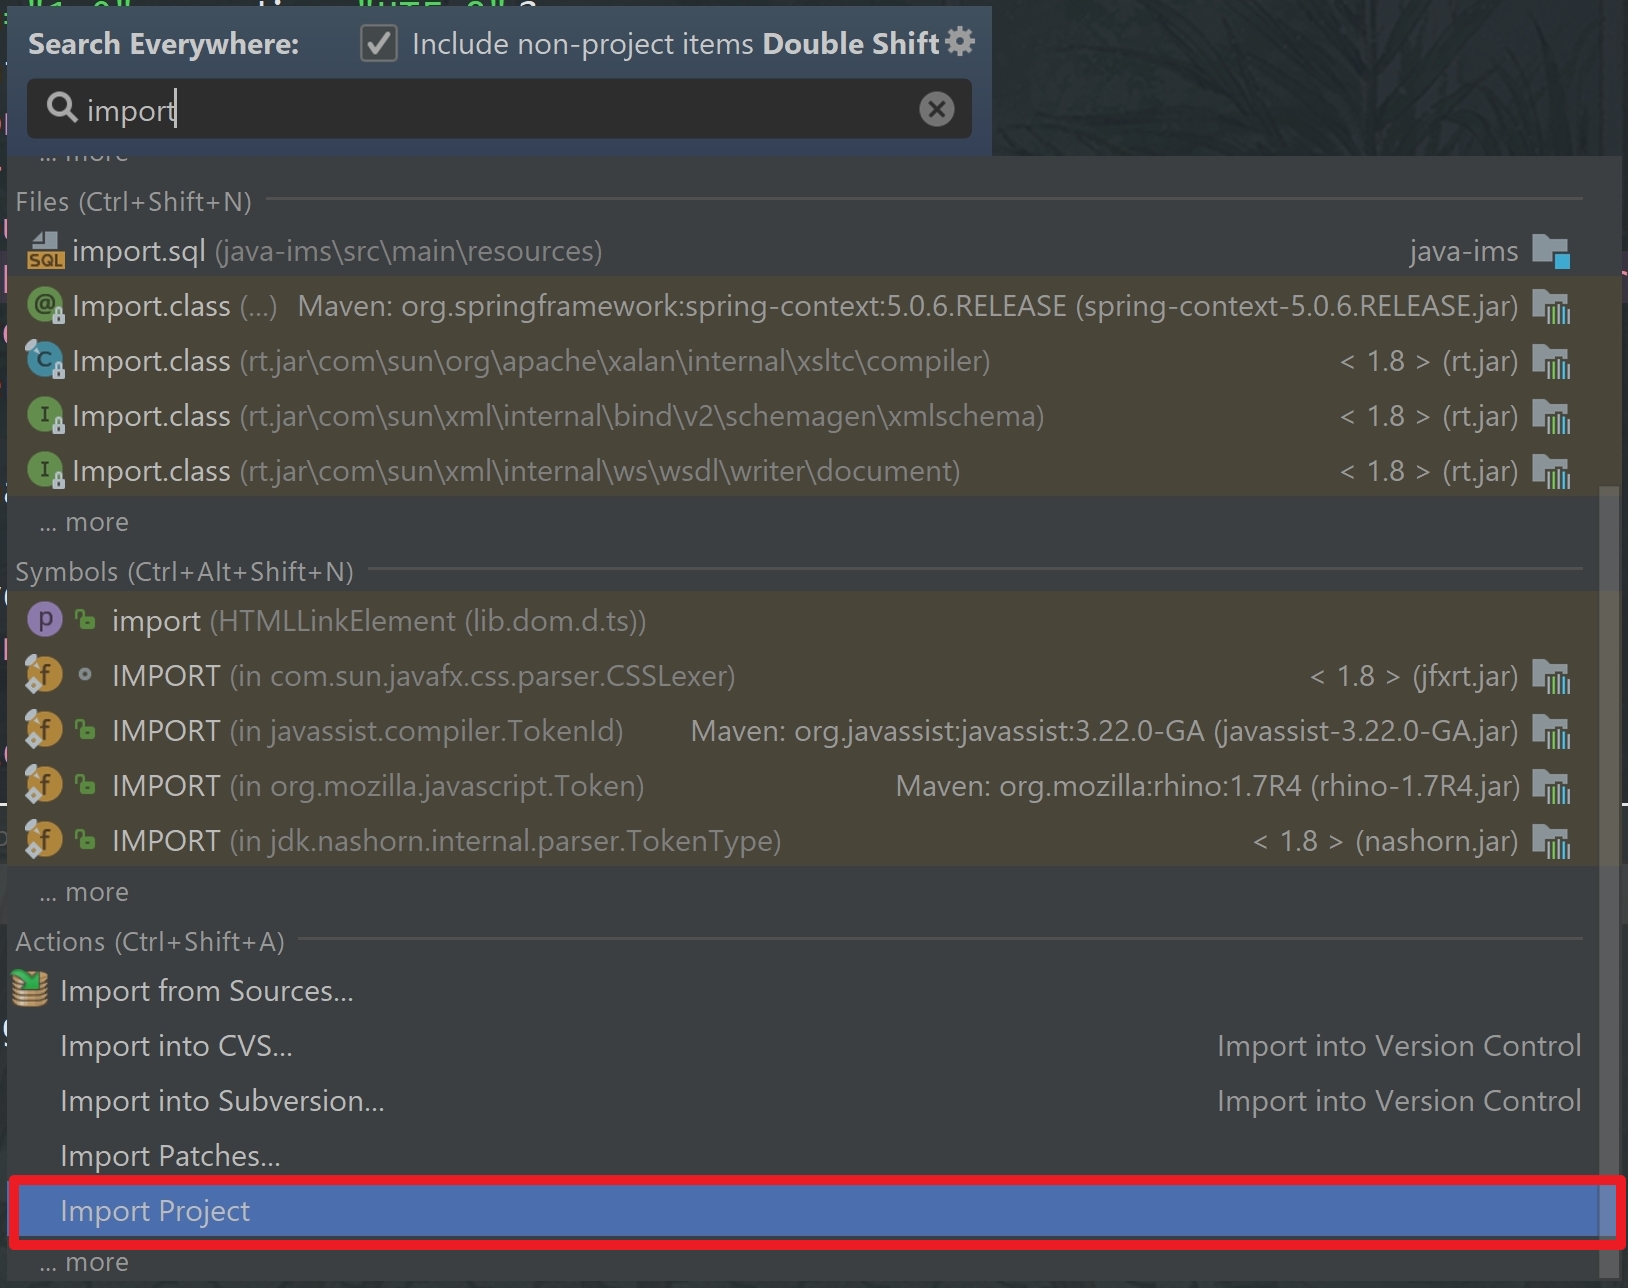 Search Everywhere: Include non-project items Double Shift
import
... more
Files (Ctrl+Shift+N)
SQL import.sql (java-ims\src\main\resources) java-ims
@ Import.class (...) Maven: org.springframework:spring-context:5.0.6.RELEASE (spring-context-5.0.6.RELEASE.jar)
C Import.class (rt.jar\com\sun\org\apache\xalan\internal\xsltc\compiler) < 1.8 > (rt.jar)
I Import.class (rt.jar\com\sun\xml\internal\bind\v2\schemagen\xmlschema) < 1.8 > (rt.jar)
I Import.class (rt.jar\com\sun\xml\internal\ws\wsdl\writer\document) < 1.8 > (rt.jar)
... more
Symbols (Ctrl+Alt+Shift+N)
p import (HTMLLinkElement (lib.dom.d.ts))
f IMPORT (in com.sun.javafx.css.parser.CSSLexer) < 1.8 > (jfxrt.jar)
f IMPORT (in javassist.compiler.TokenId) Maven: org.javassist:javassist:3.22.0-GA (javassist-3.22.0-GA.jar)
f IMPORT (in org.mozilla.javascript.Token) Maven: org.mozilla:rhino:1.7R4 (rhino-1.7R4.jar)
f IMPORT (in jdk.nashorn.internal.parser.TokenType) < 1.8 > (nashorn.jar)
... more
Actions (Ctrl+Shift+A)
Import from Sources...
Import into CVS... Import into Version Control
Import into Subversion... Import into Version Control
Import Patches...
Import Project
... more